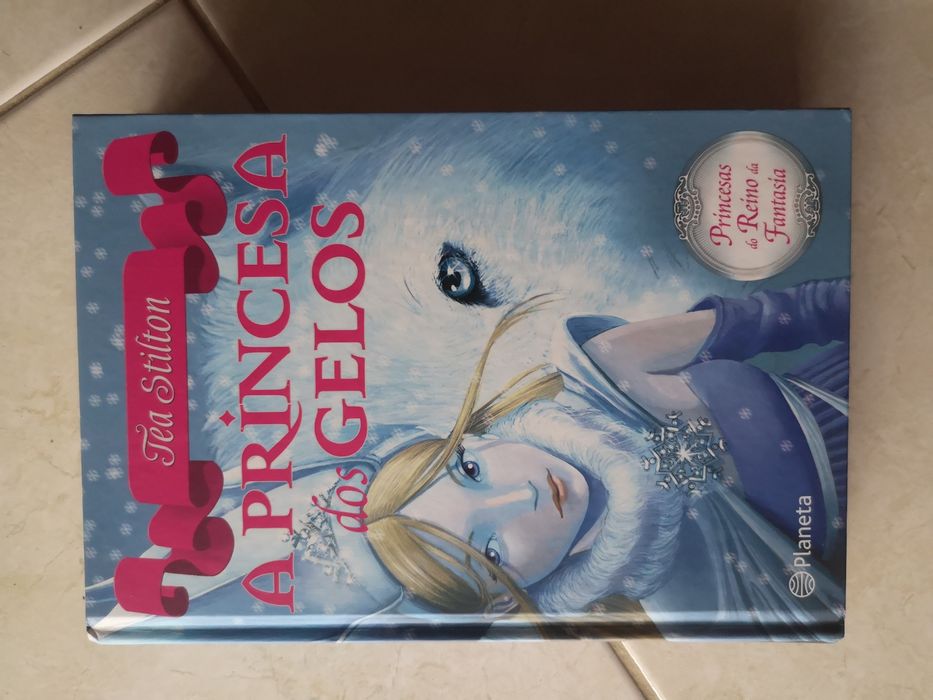 Tea Stilton
A PRINCESA
dos GELOS
Princesas
do Reino da
Fantasia
Planeta